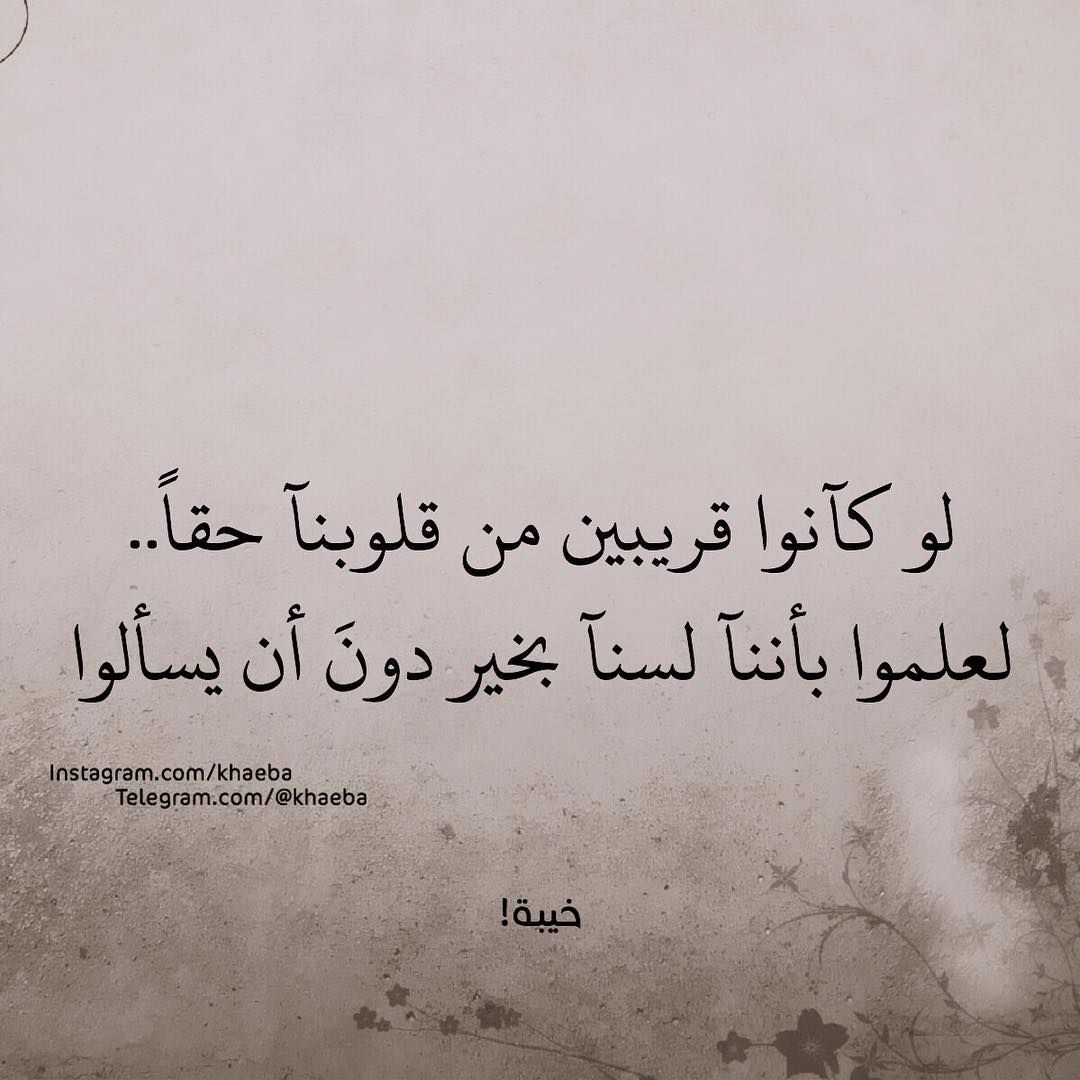 لو كآنوا قريبين من قلوبنآ حقاً..
لعلموا بأننآ لسنآ بخير دونَ أن يسألوا
Instagram.com/khaeba
Telegram.com/@khaeba
خيبة!